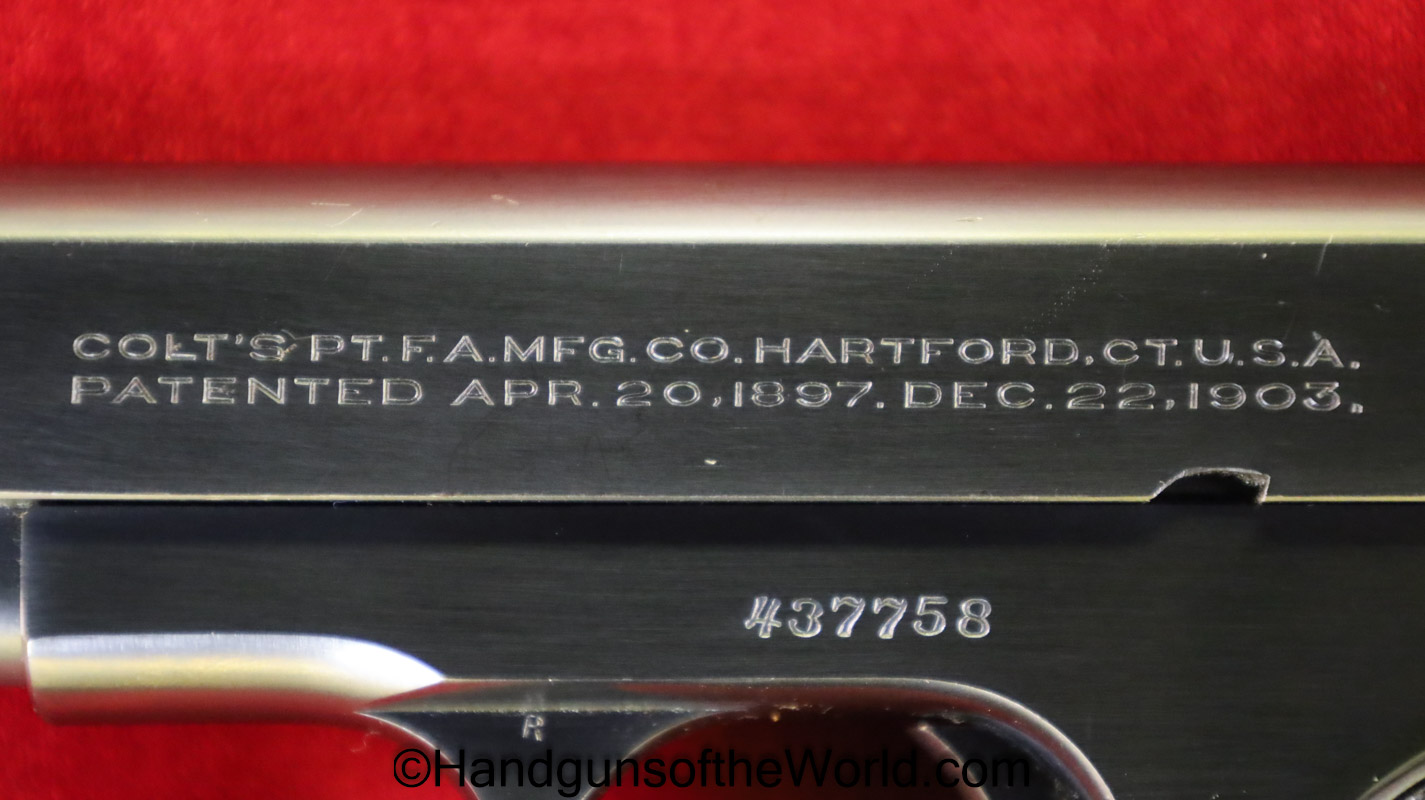 COLT'S PT.F.A.MFG.CO.HARTFORD,CT.U.S.A.
PATENTED APR.20,1897.DEC.22,1903.
437758
R
©HandgunsoftheWorld.com